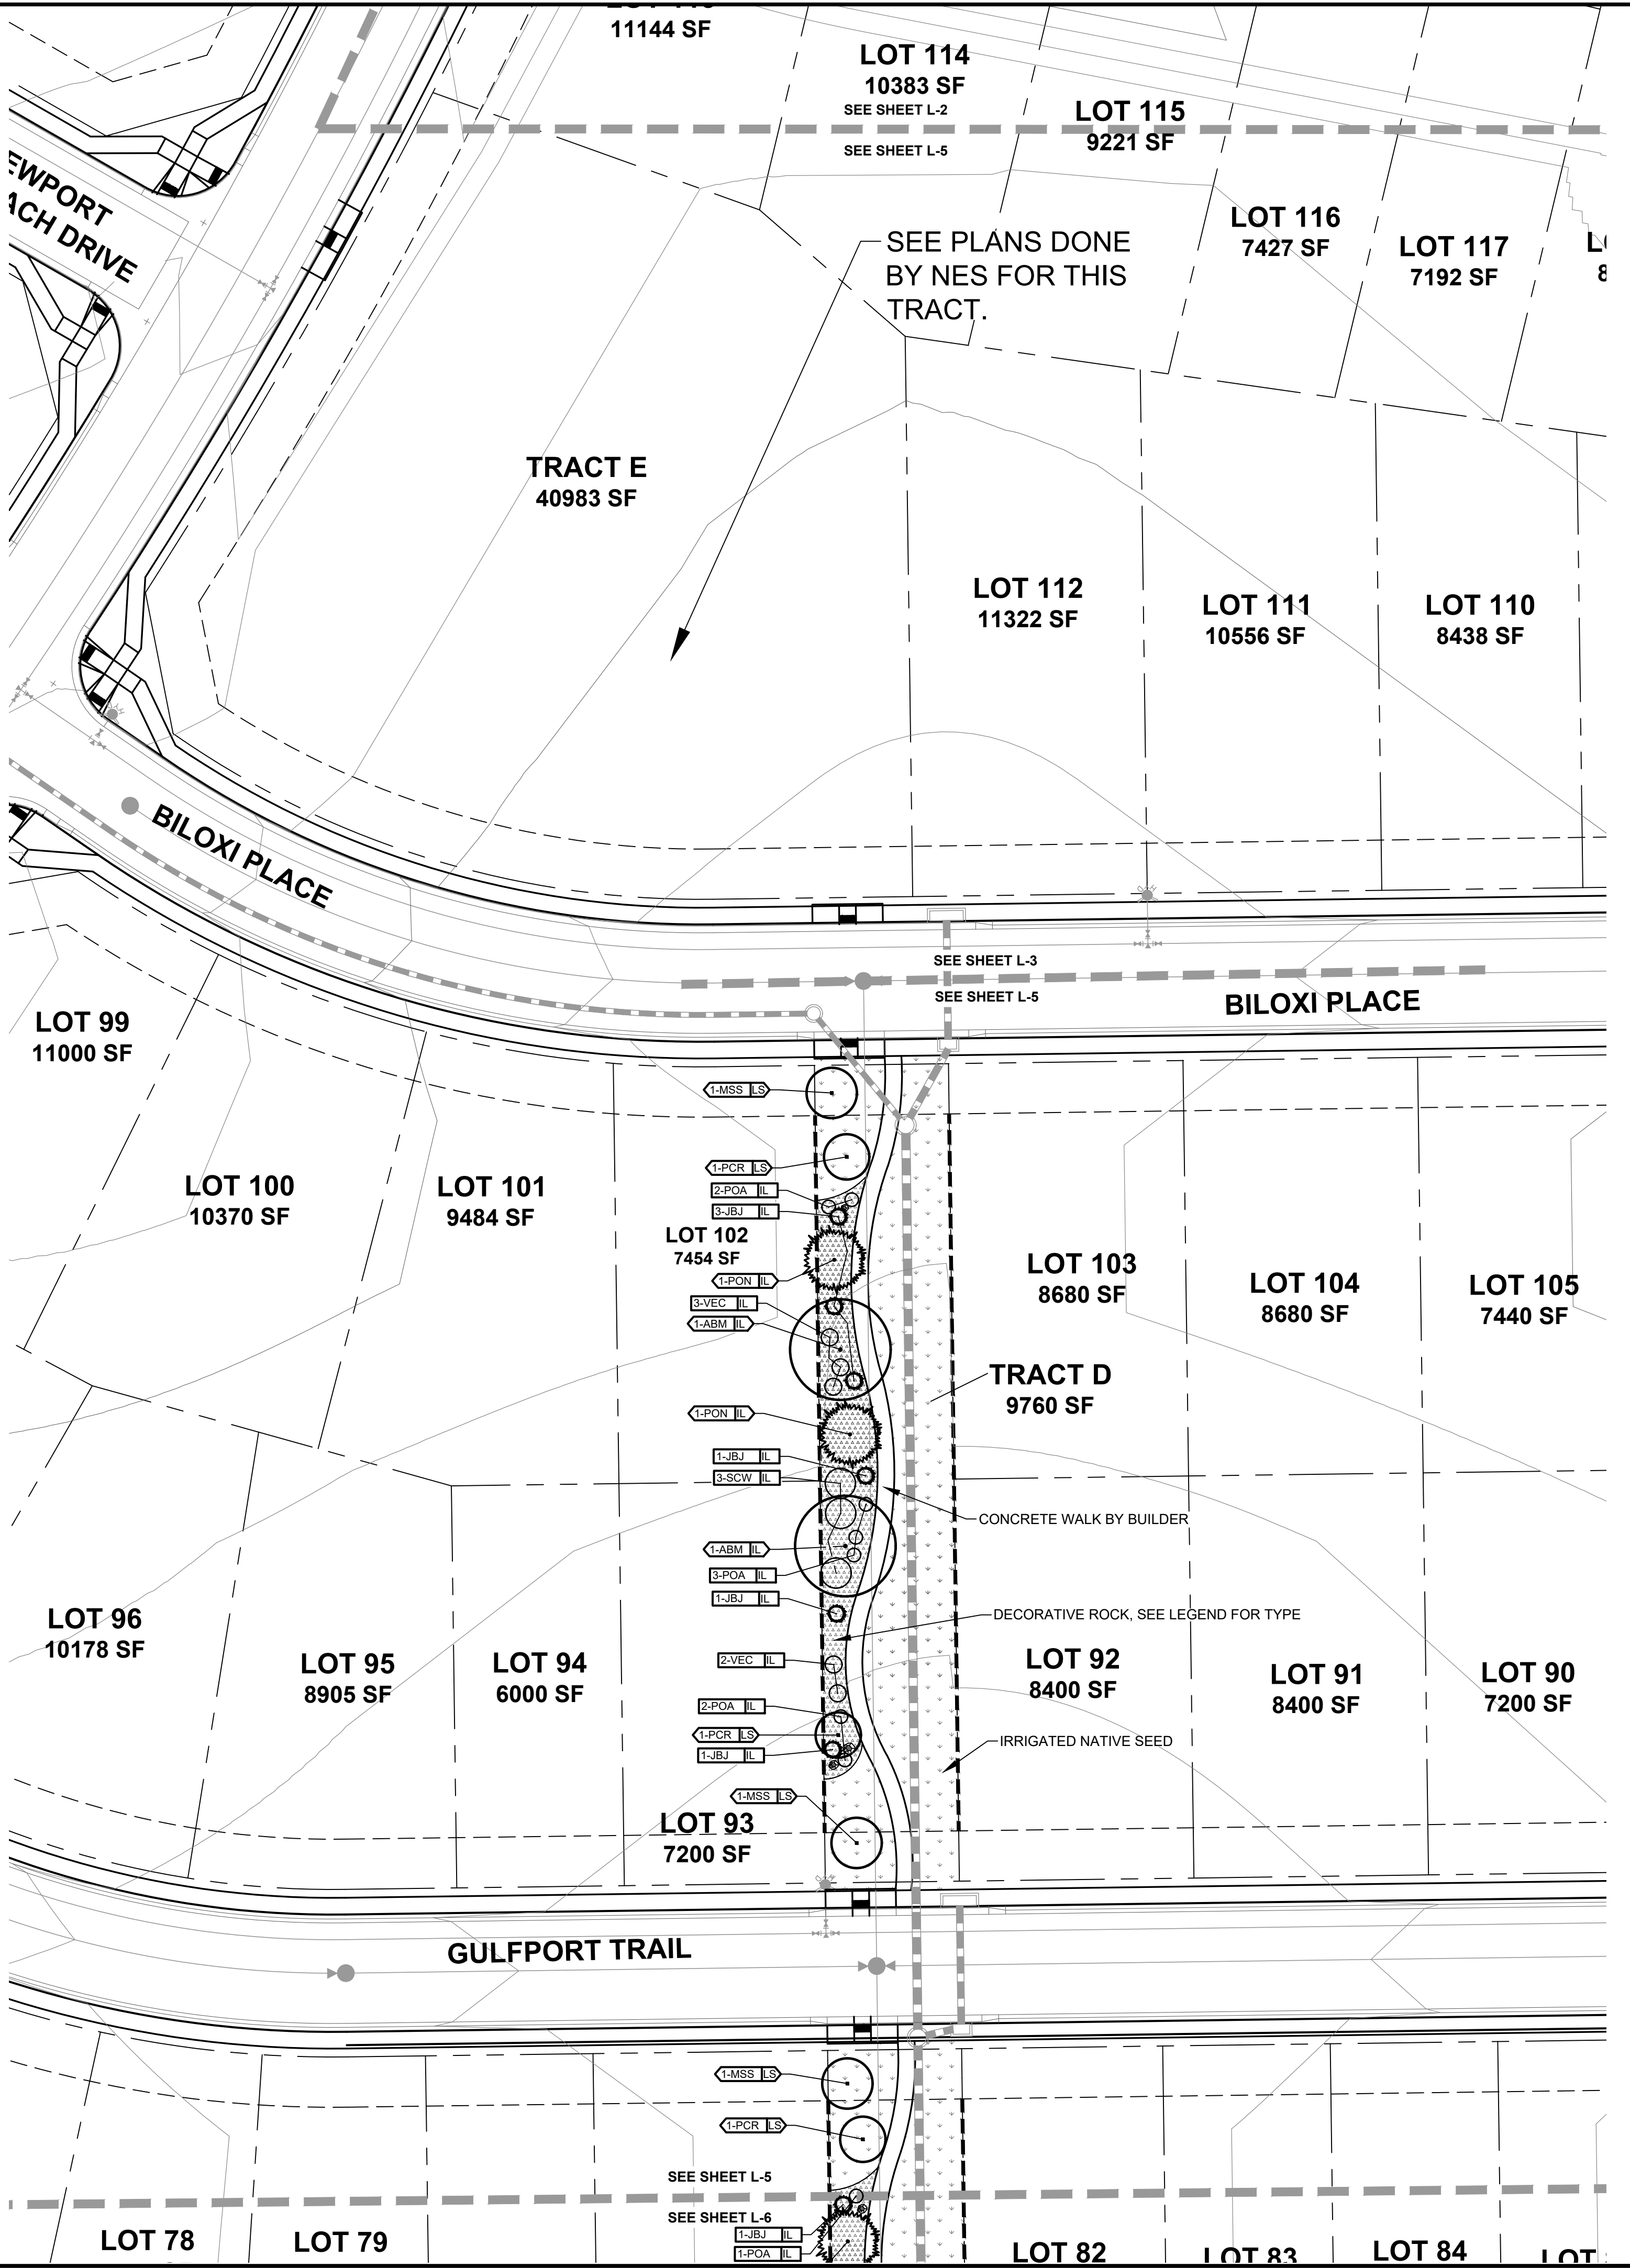 11144 SF
LOT 114
10383 SF
SEE SHEET L-2
LOT 115
9221 SF
SEE SHEET L-5
EWPORT
ACH DRIVE
LOT 116
7427 SF
LOT 117
7192 SF
SEE PLANS DONE
BY NES FOR THIS
TRACT.
TRACT E
40983 SF
LOT 112
11322 SF
LOT 111
10556 SF
LOT 110
8438 SF
BILOXI PLACE
SEE SHEET L-3
SEE SHEET L-5
BILOXI PLACE
LOT 99
11000 SF
1-MSS LS
1-PCR LS
2-POA IL
3-JBJ IL
LOT 100
10370 SF
LOT 101
9484 SF
LOT 102
7454 SF
1-PON IL
3-VEC IL
1-ABM IL
LOT 103
8680 SF
LOT 104
8680 SF
LOT 105
7440 SF
TRACT D
9760 SF
1-PON IL
1-JBJ IL
3-SCW IL
CONCRETE WALK BY BUILDER
1-ABM IL
3-POA IL
1-JBJ IL
DECORATIVE ROCK, SEE LEGEND FOR TYPE
LOT 96
10178 SF
LOT 95
8905 SF
LOT 94
6000 SF
2-VEC IL
LOT 92
8400 SF
LOT 91
8400 SF
LOT 90
7200 SF
2-POA IL
1-PCR LS
1-JBJ IL
IRRIGATED NATIVE SEED
1-MSS LS
LOT 93
7200 SF
GULFPORT TRAIL
1-MSS LS
1-PCR LS
SEE SHEET L-5
SEE SHEET L-6
1-JBJ IL
1-POA IL
LOT 78
LOT 79
LOT 82
LOT 83
LOT 84
LOT